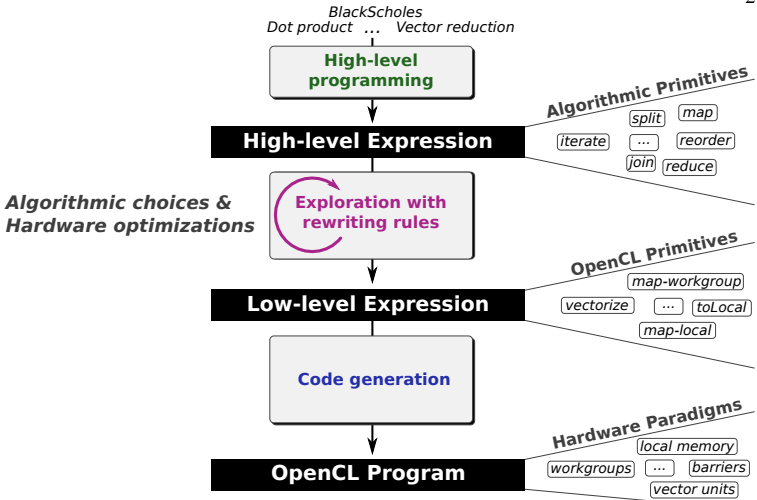 BlackScholes
Dot product ... Vector reduction
High-level
programming
High-level Expression
Algorithmic Primitives
split map
iterate ... reorder
join reduce
Algorithmic choices &
Hardware optimizations
Exploration with
rewriting rules
Low-level Expression
OpenCL Primitives
map-workgroup
vectorize ... toLocal
map-local
Code generation
OpenCL Program
Hardware Paradigms
local memory
workgroups ... barriers
vector units